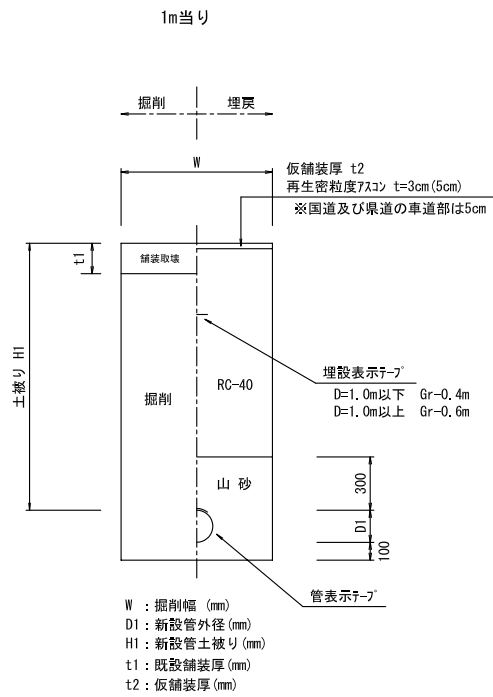 1m当り
掘削
埋戻
W
仮舗装厚 t2
再生密粒度ｱｽｺﾝ t=3cm(5cm)
※国道及び県道の車道部は5cm
t1
舗装取壊
土被り H1
埋設表示ﾃｰﾌﾟ
D=1.0m以下 Gr-0.4m
D=1.0m以上 Gr-0.6m
掘削
RC-40
山 砂
300
D1
100
管表示ﾃｰﾌﾟ
W : 掘削幅 (mm)
D1 : 新設管外径(mm)
H1 : 新設管土被り(mm)
t1 : 既設舗装厚(mm)
t2 : 仮舗装厚(mm)